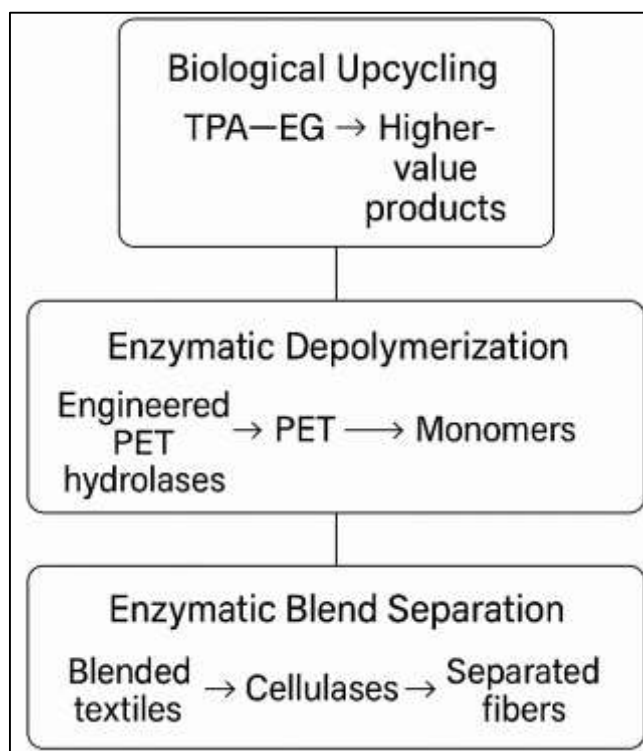 Biological Upcycling
TPA—EG → Higher-
value
products
Enzymatic Depolymerization
Engineered
PET → PET ⟶ Monomers
hydrolases
Enzymatic Blend Separation
Blended
textiles → Cellulases → Separated
fibers